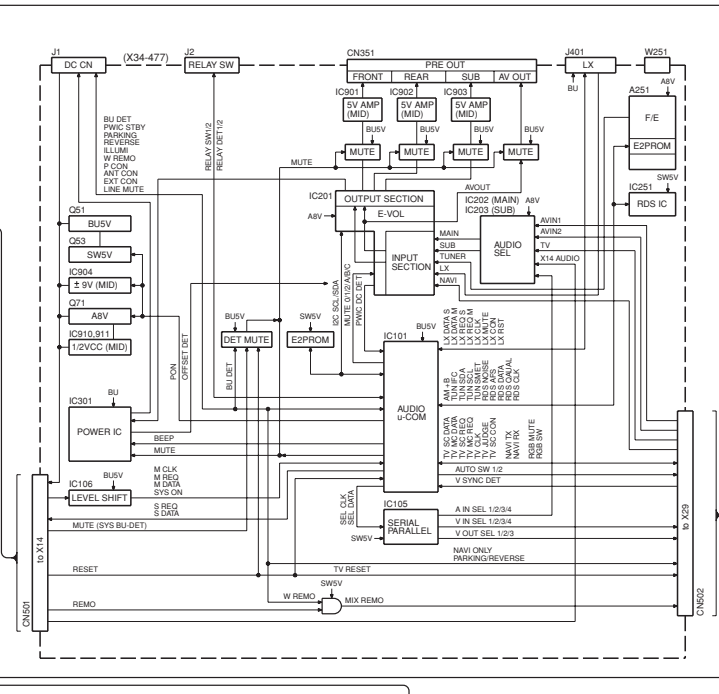 J1
(X34-477)
J2
CN351
J401
W251
DC CN
RELAY SW
PRE OUT
LX
FRONT
REAR
SUB
AV OUT
BU
A8V
A251
IC901
IC902
IC903
5V AMP
(MID)
5V AMP
(MID)
5V AMP
(MID)
F/E
E2PROM
BU DET
PWIC STBY
PARKING
REVERSE
ILLUMI
W REMO
P CON
ANT CON
EXT CON
LINE MUTE
RELAY SW1/2
RELAY DET1/2
BU5V
BU5V
BU5V
BU5V
MUTE
MUTE
MUTE
MUTE
MUTE
SW5V
IC251
RDS IC
AVOUT
IC201
OUTPUT SECTION
E-VOL
A8V
INPUT
SECTION
IC202 (MAIN)
IC203 (SUB)
A8V
AUDIO
SEL
MAIN
SUB
TUNER
LX
NAVI
AVIN1
AVIN2
TV
X14 AUDIO
Q51
BU5V
Q53
SW5V
IC904
± 9V (MID)
Q71
A8V
IC910,911
1/2VCC (MID)
PON
OFFSET DET
BU5V
DET MUTE
BU DET
SW5V
E2PROM
I2C SCL/SDA
MUTE 0/1/2/A/B/C
PWIC DC DET
IC101
BU5V
AUDIO
u-COM
LX DATA S
LX DATA M
LX REQ S
LX REQ M
LX CLK
LX MUTE
LX CON
LX RST
AM+B
TUN IFC
TUN SDA
TUN SCL
TUN SMET
RDS NOISE
RDS AFS
RDS DATA
RDS QAUAL
RDS CLK
TV SC DATA
TV MC DATA
TV SC REQ
TV MC REQ
TV CLK
TV JUDGE
TV SC CON
NAVI TX
NAVI RX
RGB MUTE
RGB SW
IC301
BU
POWER IC
BEEP
MUTE
IC106
BU5V
LEVEL SHIFT
M CLK
M REQ
M DATA
SYS ON
S REQ
S DATA
MUTE (SYS BU-DET)
AUTO SW 1/2
V SYNC DET
SEL CLK
SEL DATA
IC105
SERIAL
PARALLEL
SW5V
A IN SEL 1/2/3/4
V IN SEL 1/2/3/4
V OUT SEL 1/2/3
NAVI ONLY
PARKING/REVERSE
to X14
CN501
RESET
TV RESET
SW5V
REMO
W REMO
MIX REMO
to X29
CN502